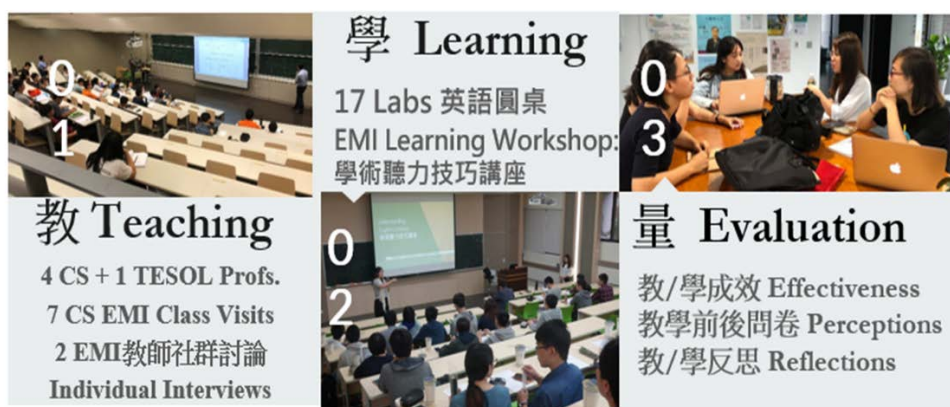 01
教 Teaching
4 CS + 1 TESOL Profs.
7 CS EMI Class Visits
2 EMI教師社群討論
Individual Interviews
學 Learning
17 Labs 英語圓桌
EMI Learning Workshop:
學術聽力技巧講座
02
03
量 Evaluation
教/學成效 Effectiveness
教學前後問卷 Perceptions
教/學反思 Reflections